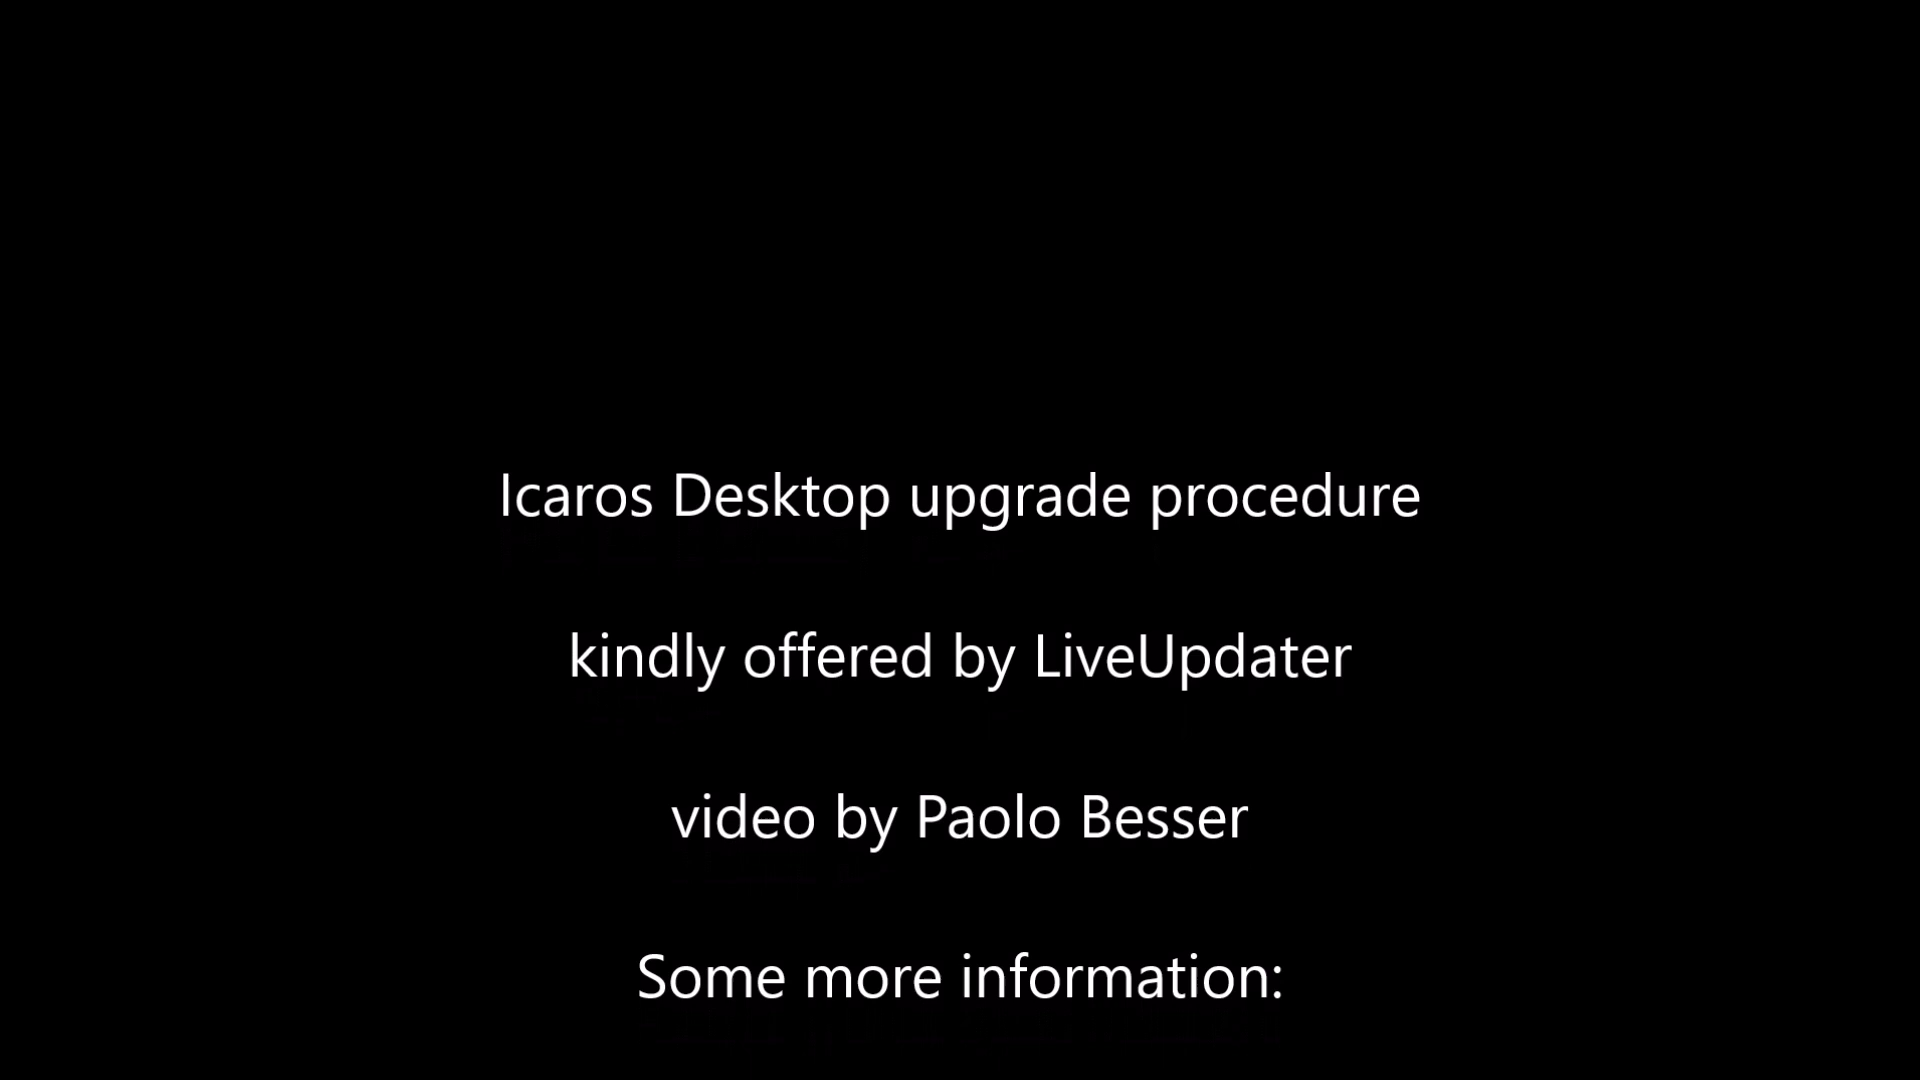 Icaros Desktop upgrade procedure
kindly offered by LiveUpdater
video by Paolo Besser
Some more information: